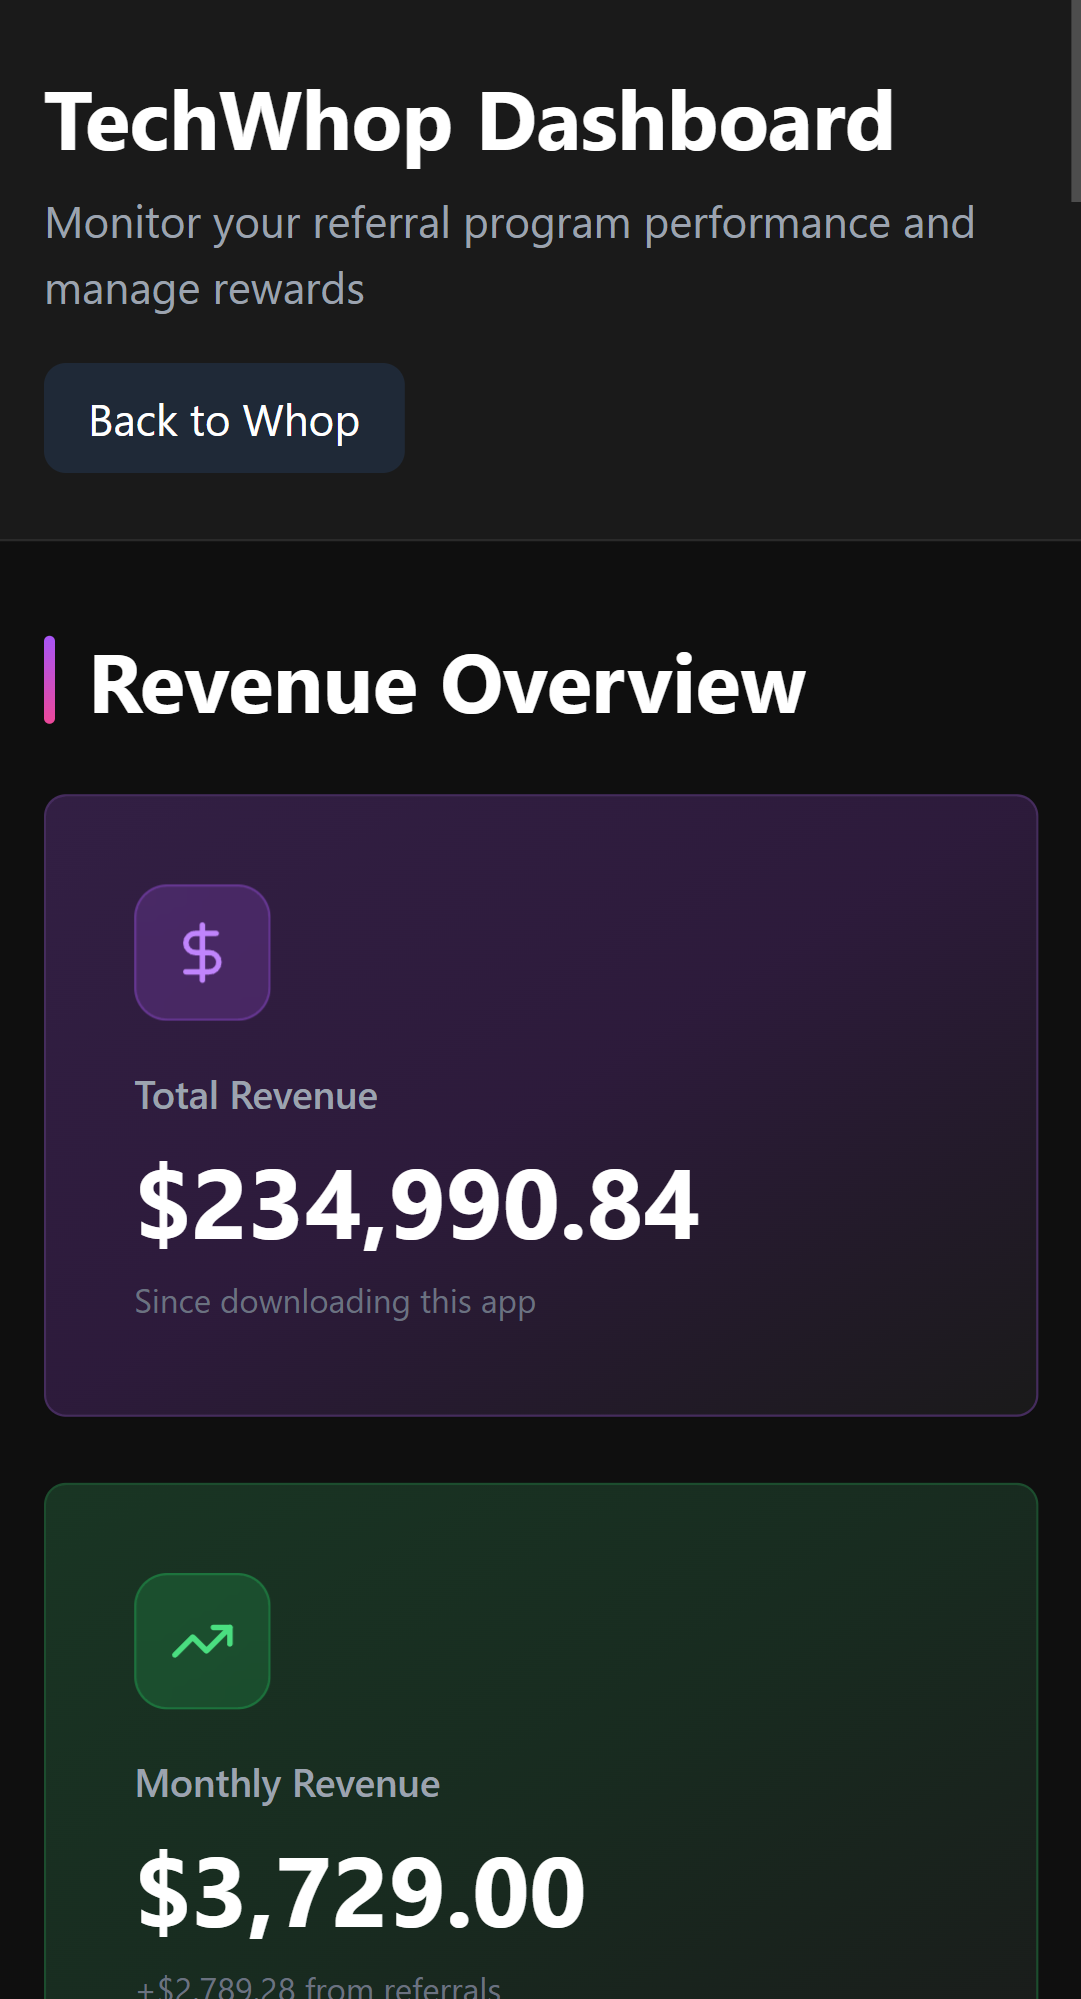 TechWhop Dashboard
Monitor your referral program performance and
manage rewards
Back to Whop
Revenue Overview
$
Total Revenue
$234,990.84
Since downloading this app
Monthly Revenue
$3,729.00
+$2,789.28 from referrals